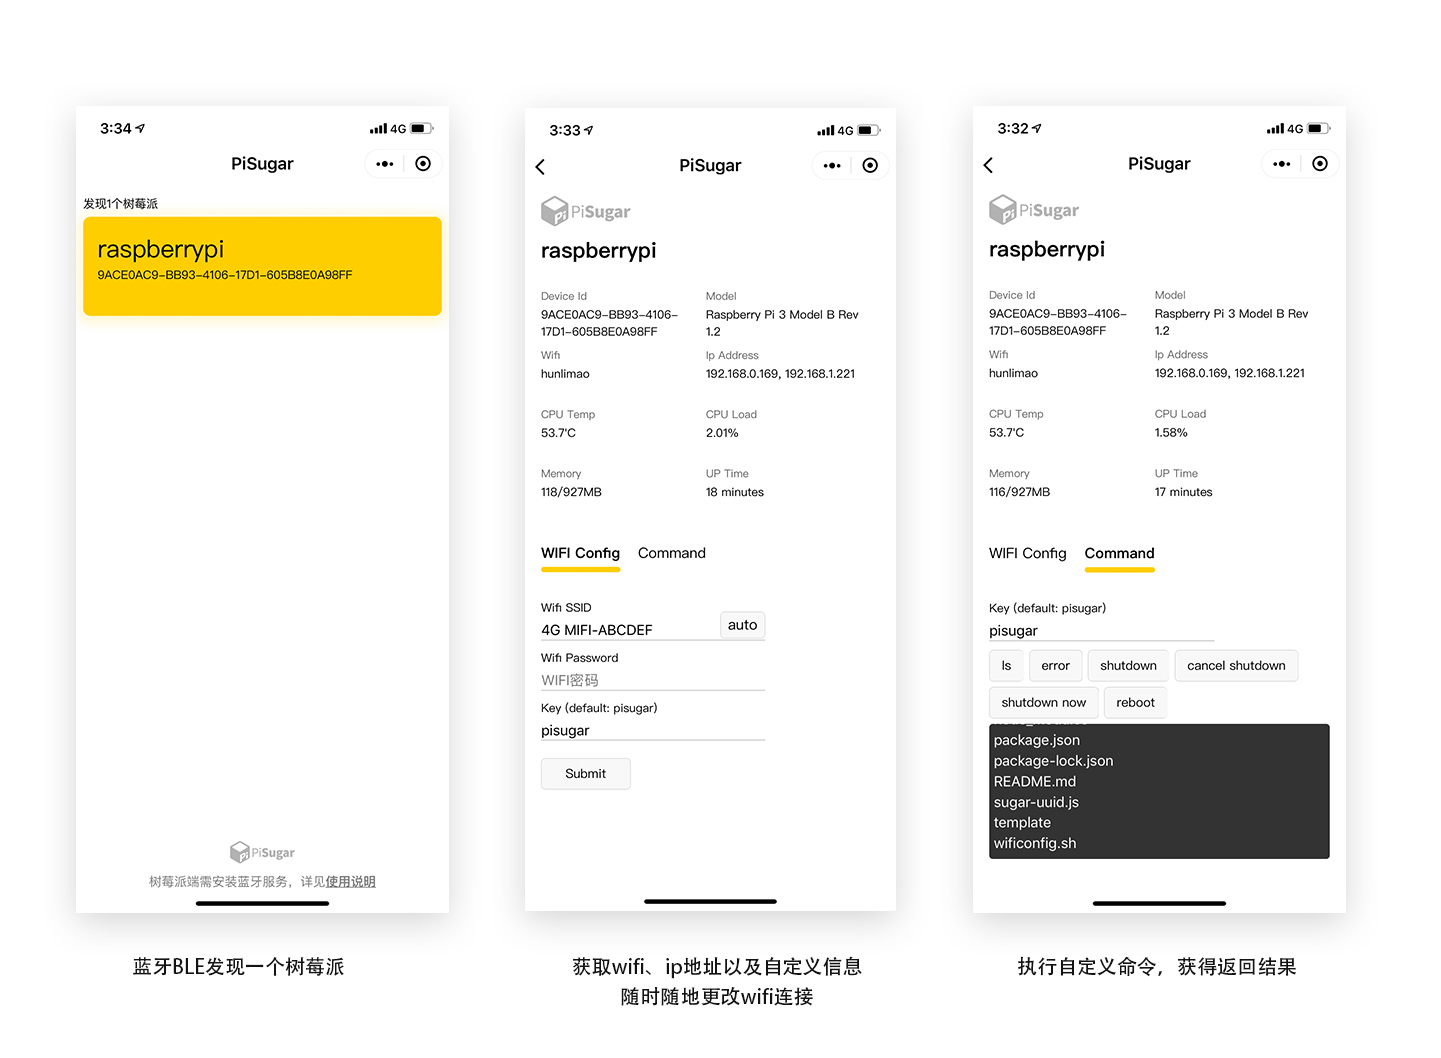 3:34
4G
PiSugar
发现1个树莓派
raspberrypi
9ACE0AC9-BB93-4106-17D1-605B8E0A98FF
PiSugar
树莓派端需安装蓝牙服务，详见使用说明
蓝牙BLE发现一个树莓派
3:33
4G
PiSugar
PiSugar
raspberrypi
Device Id
Model
9ACE0AC9-BB93-4106-
17D1-605B8E0A98FF
Raspberry Pi 3 Model B Rev
1.2
Wifi
Ip Address
hunlimao
192.168.0.169, 192.168.1.221
CPU Temp
CPU Load
53.7'C
2.01%
Memory
UP Time
118/927MB
18 minutes
WIFI Config
Command
Wifi SSID
4G MIFI-ABCDEF
auto
Wifi Password
WIFI密码
Key (default: pisugar)
pisugar
Submit
获取wifi、ip地址以及自定义信息
随时随地更改wifi连接
3:32
4G
PiSugar
PiSugar
raspberrypi
Device Id
Model
9ACE0AC9-BB93-4106-
17D1-605B8E0A98FF
Raspberry Pi 3 Model B Rev
1.2
Wifi
Ip Address
hunlimao
192.168.0.169, 192.168.1.221
CPU Temp
CPU Load
53.7'C
1.58%
Memory
UP Time
116/927MB
17 minutes
WIFI Config
Command
Key (default: pisugar)
pisugar
ls
error
shutdown
cancel shutdown
shutdown now
reboot
package.json
package-lock.json
README.md
sugar-uuid.js
template
wificonfig.sh
执行自定义命令，获得返回结果